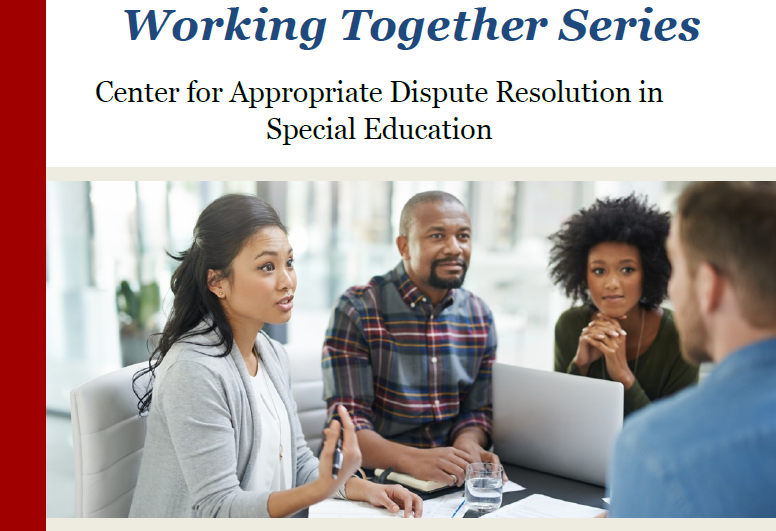 Working Together Series
Center for Appropriate Dispute Resolution in
Special Education